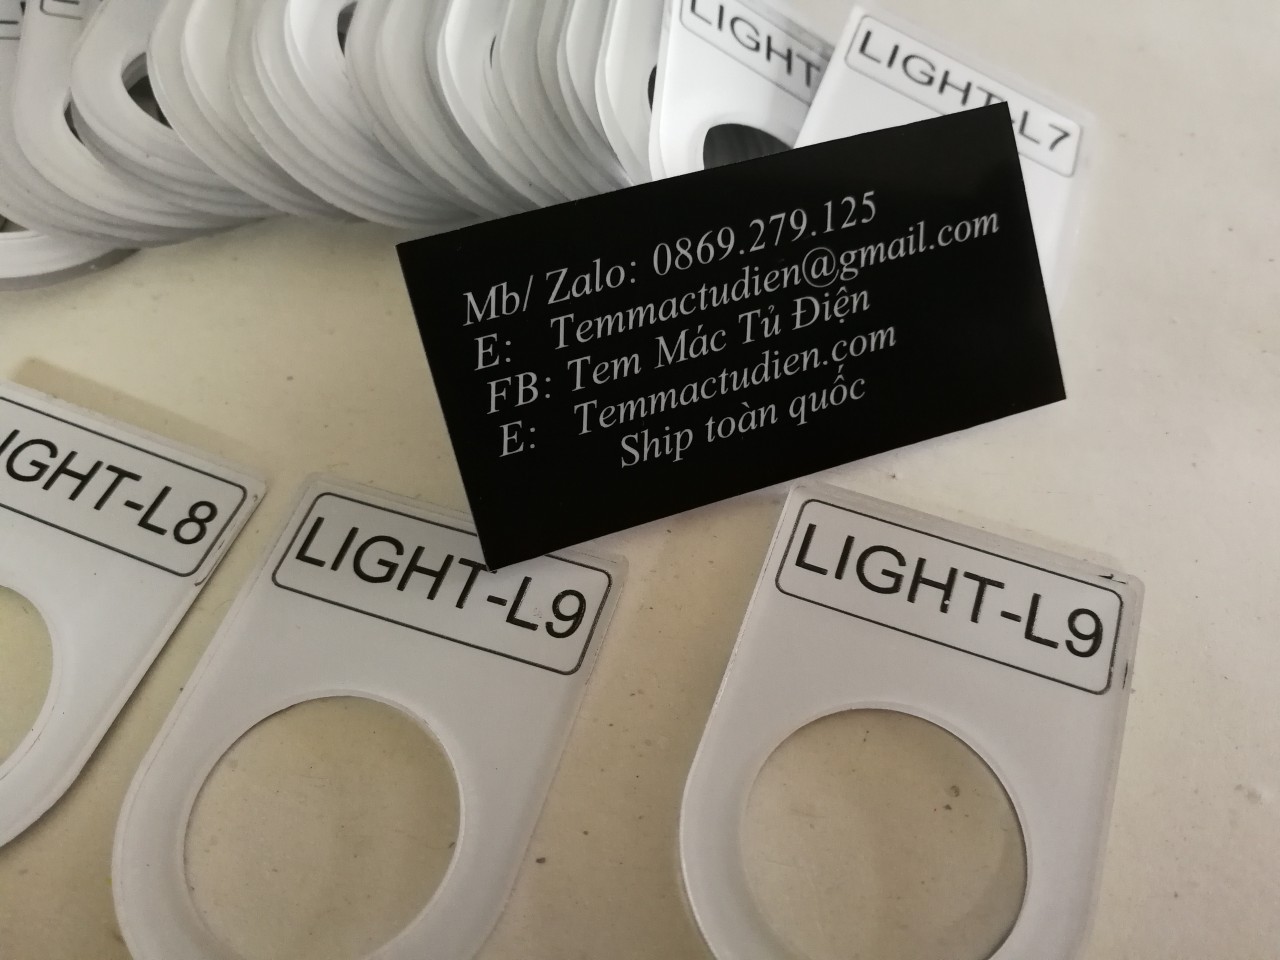 LIGHT
LIGHT-L7
Mb/ Zalo: 0869.279.125
E: Temmactudien@gmail.com
FB: Tem Mác Tủ Điện
E: Temmactudien.com
Ship toàn quốc
IGHT-L8
LIGHT-L9
LIGHT-L9